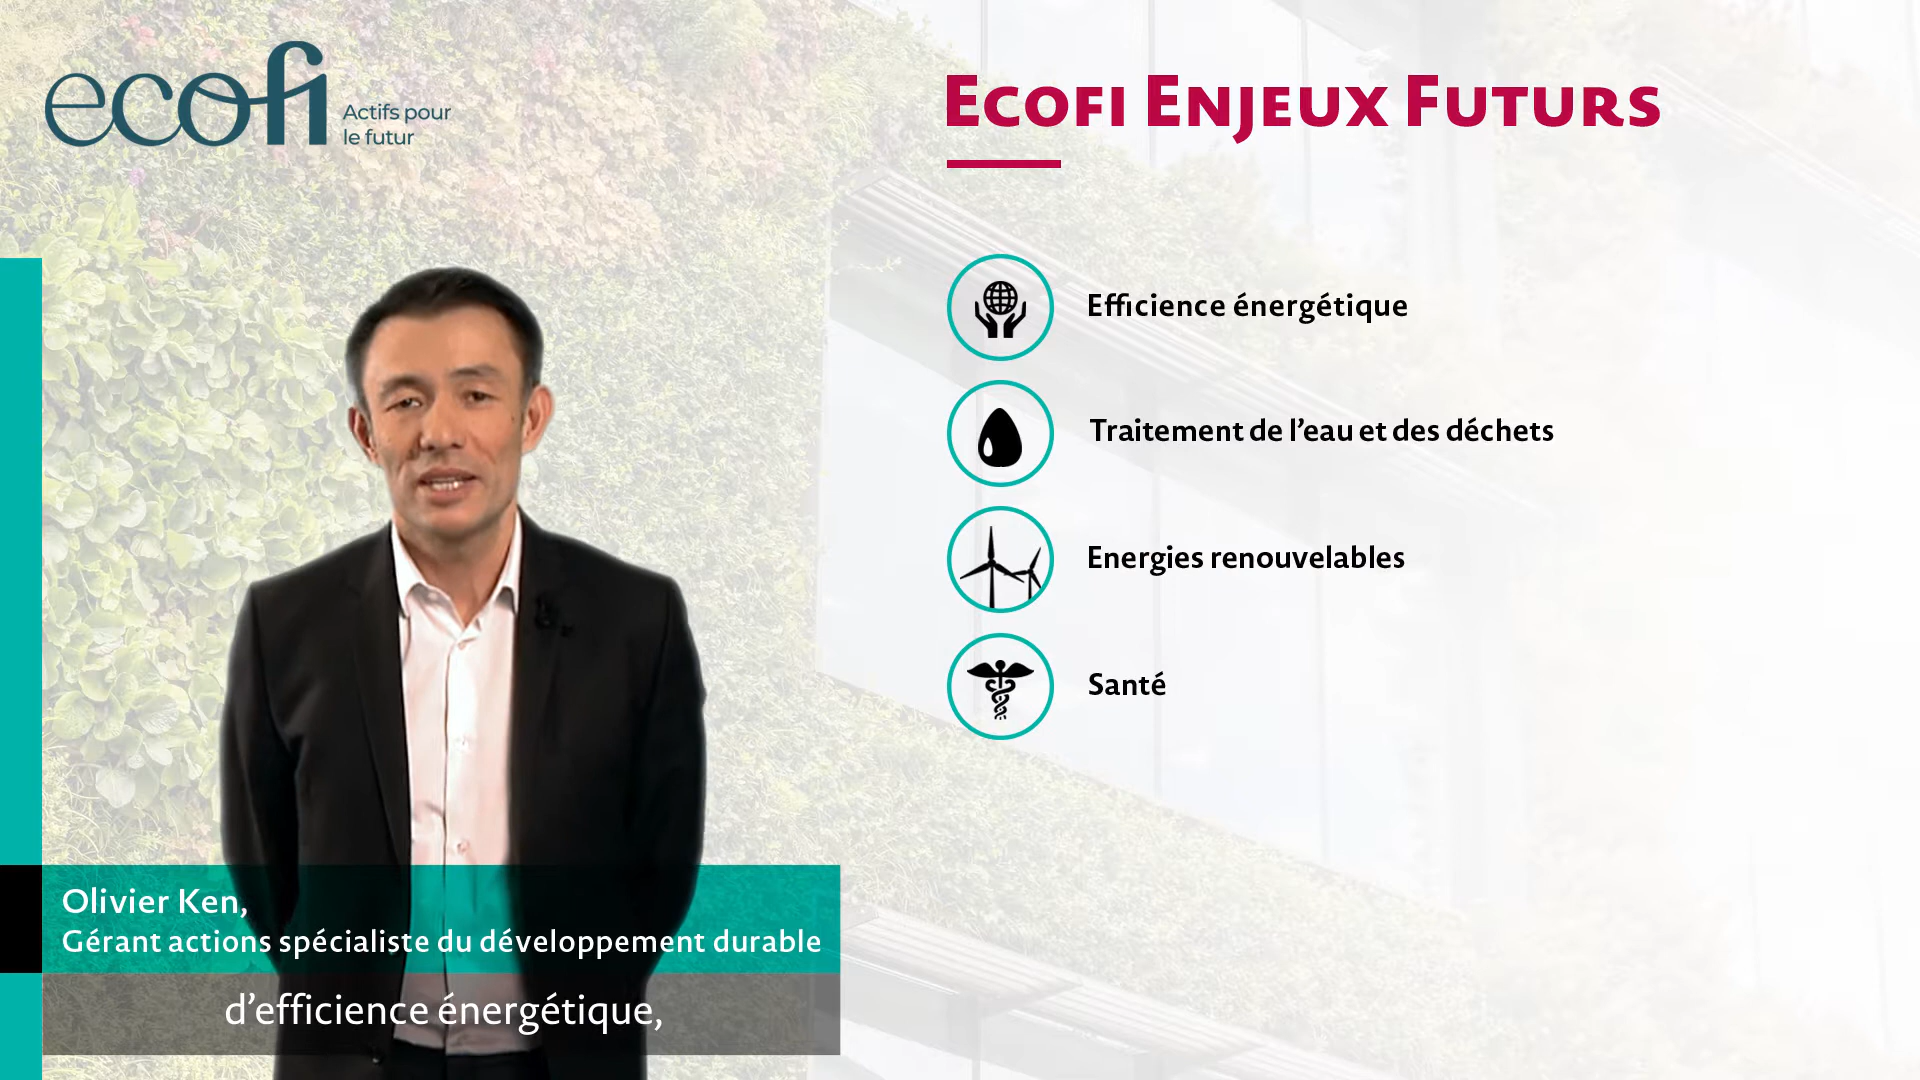 ecofi
Actifs pour
le futur
Ecofi Enjeux Futurs
Efficience énergétique
Traitement de l’eau et des déchets
Energies renouvelables
Santé
Olivier Ken,
Gérant actions spécialiste du développement durable
d’efficience énergétique,